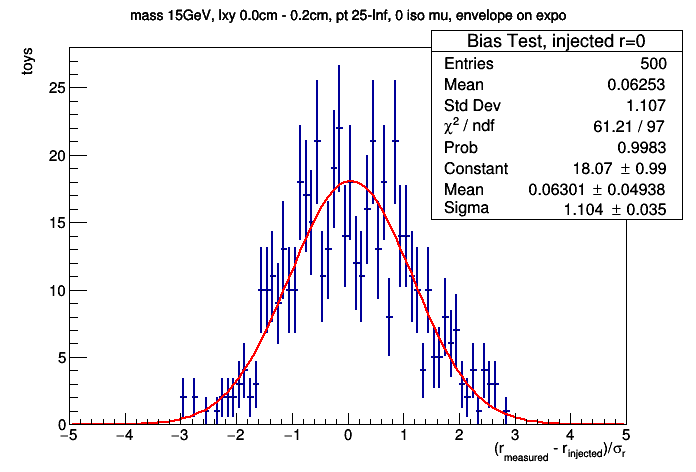 mass 15GeV, lxy 0.0cm - 0.2cm, pt 25-Inf, 0 iso mu, envelope on expo
toys
Bias Test, injected r=0
Entries 500
Mean 0.06253
Std Dev 1.107
χ² / ndf 61.21 / 97
Prob 0.9983
Constant 18.07 ± 0.99
Mean 0.06301 ± 0.04938
Sigma 1.104 ± 0.035
25
20
15
10
5
0
−5 −4 −3 −2 −1 0 1 2 3 4 5
(r_measured - r_injected)/σ_r